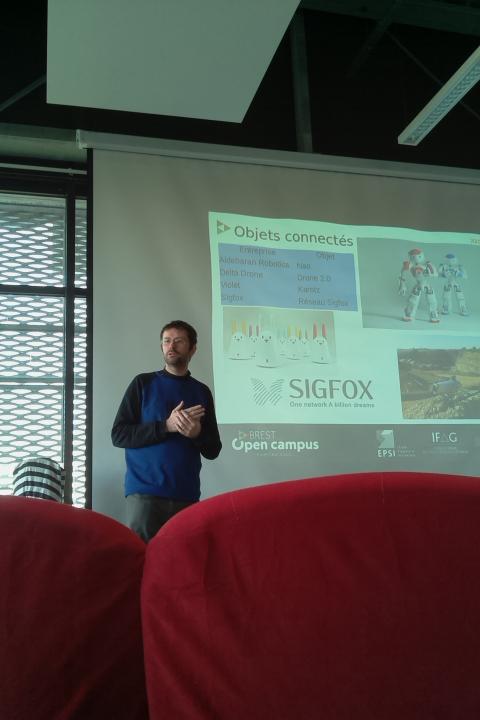 Objets connectés
Entreprise Objet
Aldebaran Robotics Nao
Delta Drone Drone 2.0
Violet Karotz
Sigfox Réseau Sigfox
SIGFOX
One network A billion dreams
BREST
Open campus
EPSI
IFAG